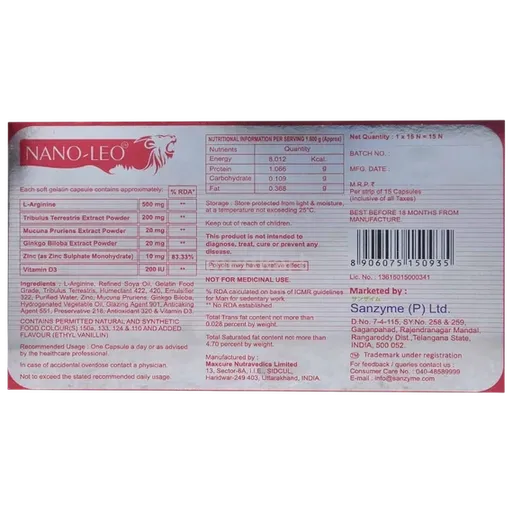 NANO-LEO®
Each soft gelatin capsule contains approximately: % RDA*
L-Arginine 500 mg **
Tribulus Terrestris Extract Powder 200 mg **
Mucuna Pruriens Extract Powder 20 mg **
Ginkgo Biloba Extract Powder 20 mg **
Zinc (as Zinc Sulphate Monohydrate) 10 mg 83.33%
Vitamin D3 200 IU **
Ingredients : L-Arginine, Refined Soya Oil, Gelatin Food
Grade, Tribulus Terrestris, Humectant 422, 420, Emulsifier
322, Purified Water, Zinc, Mucuna Pruriens, Ginkgo Biloba,
Hydrogenated Vegetable Oil, Glazing Agent 901, Anticaking
Agent 551, Preservative 218, Antioxidant 320 & Vitamin D3.
CONTAINS PERMITTED NATURAL AND SYNTHETIC
FOOD COLOUR(S) 150a, 133, 124 & 110 AND ADDED
FLAVOUR (ETHYL VANILLIN)
Recommended Usage : One Capsule a day or as advised
by the healthcare professional.
In case of accidental overdose contact a physician.
Not to exceed the stated recommended daily usage.
NUTRITIONAL INFORMATION PER SERVING 1.600 g (Approx)
Nutrients Quantity
Energy 8.012 Kcal
Protein 1.066 g
Carbohydrate 0.109 g
Fat 0.368 g
Storage : Store protected from light & moisture,
at a temperature not exceeding 25°C.
Keep out of reach of children.
This product is not intended to
diagnose, treat, cure or prevent any
disease.
Polyols may have laxative effects
NOT FOR MEDICINAL USE.
% RDA calculated on basis of ICMR guidelines
for Man for sedentary work
** No RDA established
Total Trans fat content not more than
0.028 percent by weight.
Total Saturated fat content not more than
4.70 percent by weight.
Manufactured by :
Maxcure Nutravedics Limited
13, Sector-6A, I.I.E., SIDCUL,
Haridwar-249 403, Uttarakhand, INDIA.
Net Quantity : 1 x 15 N = 15 N
BATCH NO. :
MFG. DATE :
M.R.P. ₹
Per strip of 15 Capsules
(Inclusive of all Taxes)
BEST BEFORE 18 MONTHS FROM
MANUFACTURE
8 906075 150935
Lic. No.: 13615015000341
Marketed by :
サンザイム
Sanzyme (P) Ltd.
D.No. 7-4-115, SY.No. 258 & 259,
Gaganpahad, Rajendranagar Mandal.
Rangareddy Dist.,Telangana State,
INDIA, 500 052.
TM Trademark under registration
For feedback / queries contact us :
Consumer Care No. : 040-48589999
E-mail : info@sanzyme.com